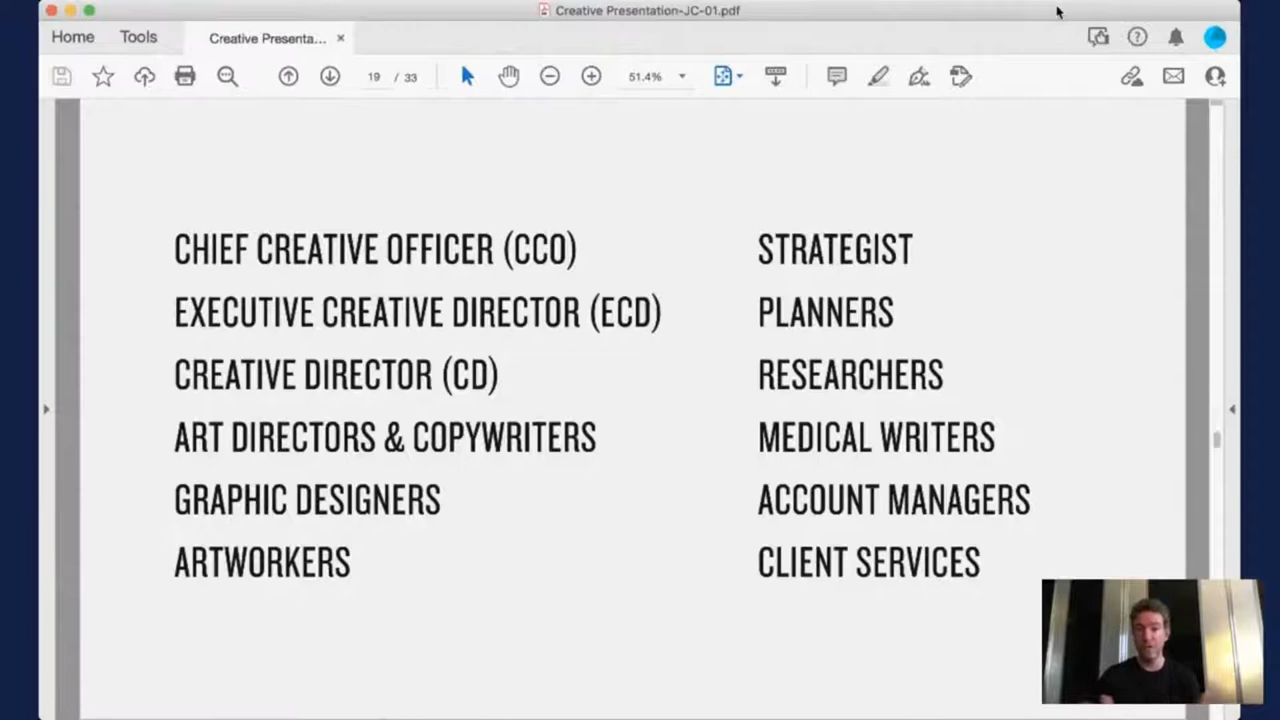 Creative Presentation-JC-01.pdf
Home
Tools
Creative Presenta...
19 / 33
51.4%
CHIEF CREATIVE OFFICER (CCO)
EXECUTIVE CREATIVE DIRECTOR (ECD)
CREATIVE DIRECTOR (CD)
ART DIRECTORS & COPYWRITERS
GRAPHIC DESIGNERS
ARTWORKERS
STRATEGIST
PLANNERS
RESEARCHERS
MEDICAL WRITERS
ACCOUNT MANAGERS
CLIENT SERVICES